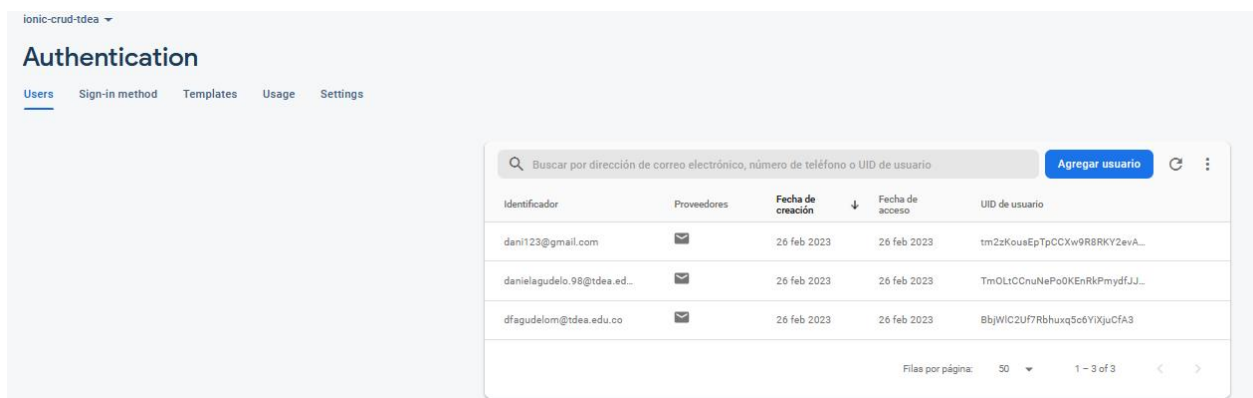 ionic-crud-tdea
Authentication
Users Sign-in method Templates Usage Settings
Buscar por dirección de correo electrónico, número de teléfono o UID de usuario Agregar usuario
Identificador Proveedores Fecha de creación Fecha de acceso UID de usuario
dani123@gmail.com 26 feb 2023 26 feb 2023 tm2zKouaEpTpCCXw9R8RKY2evA...
danielagudelo.98@tdea.ed... 26 feb 2023 26 feb 2023 TmOLtCCnuNePo0KEnRkPmydfJJ...
dfagudelom@tdea.edu.co 26 feb 2023 26 feb 2023 BbjWlC2Uf7Rbhuxq5c6YiXjuCfA3
Filas por página: 50 1 – 3 of 3